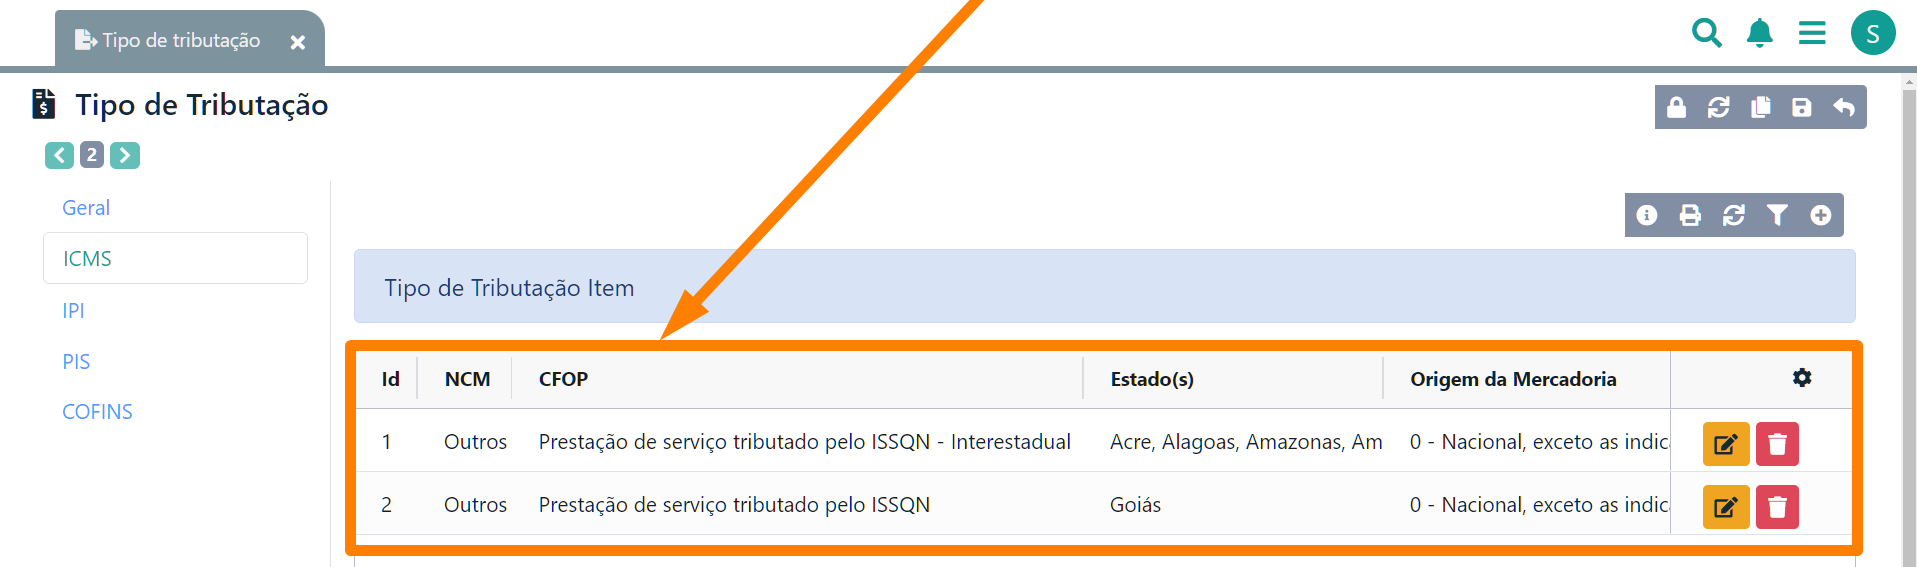 Tipo de tributação
S
Tipo de Tributação
2
Geral
ICMS
IPI
PIS
COFINS
Tipo de Tributação Item
Id NCM CFOP Estado(s) Origem da Mercadoria
1 Outros Prestação de serviço tributado pelo ISSQN - Interestadual Acre, Alagoas, Amazonas, Am 0 - Nacional, exceto as indic
2 Outros Prestação de serviço tributado pelo ISSQN Goiás 0 - Nacional, exceto as indic